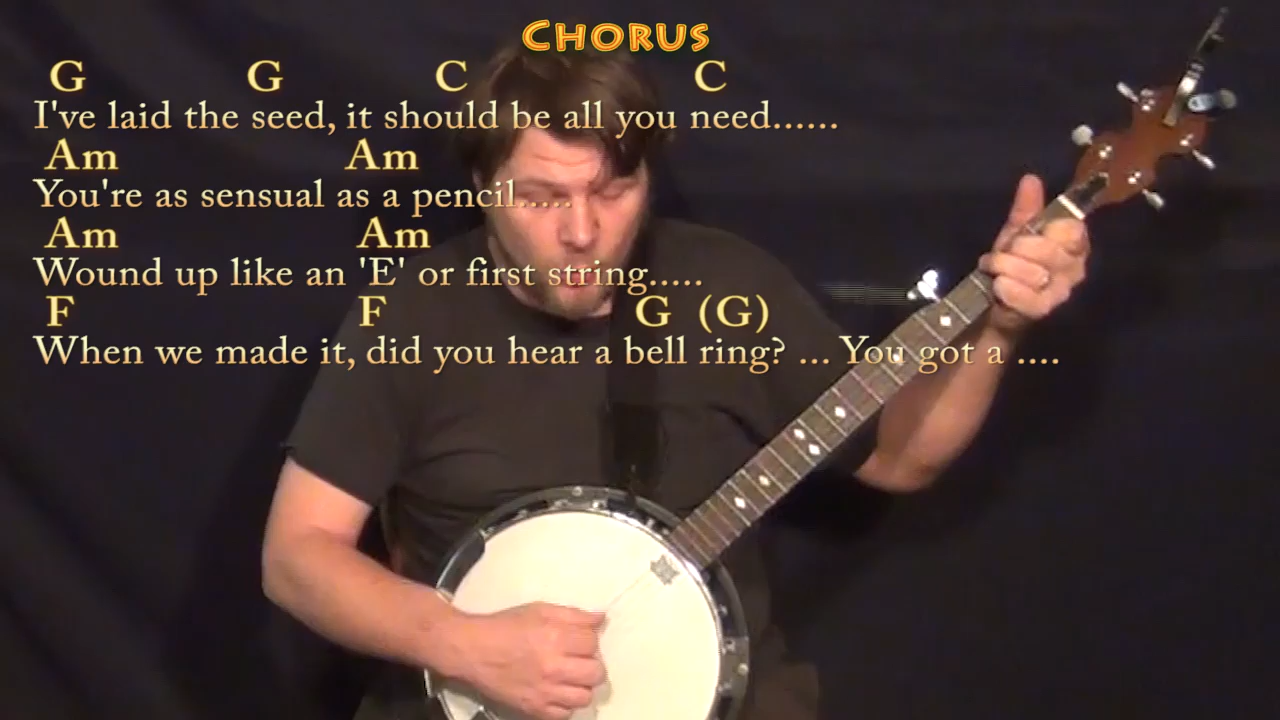 CHORUS
G G C C
I've laid the seed, it should be all you need......
Am Am
You're as sensual as a pencil.....
Am Am
Wound up like an 'E' or first string.....
F F G (G)
When we made it, did you hear a bell ring? ... You got a ....